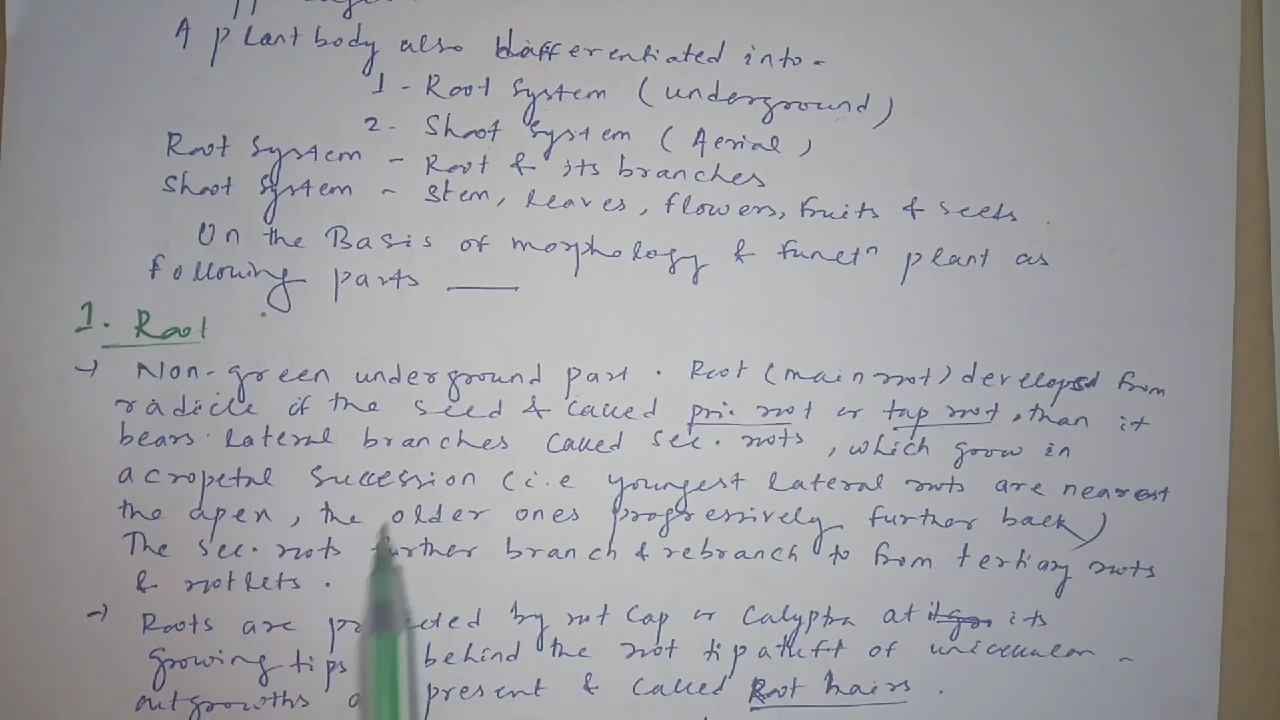 A plant body also differentiated into -
1 - Root System (underground)
2 - Shoot System (Aerial)
Root System - Root & its branches
Shoot System - Stem, Leaves, flowers, fruits & seeds.
On the Basis of morphology & functn plant as
following parts ___
1. Root
→ Non-green underground part. Root (main root) developed from
radicle of the seed & called pri. root or tap root, than it
bears lateral branches called sec. roots, which grow in
acropetal succession (i.e youngest lateral roots are nearest
the apex, the older ones progressively further back)
The sec. roots further branch & rebranch to from tertiary roots
& rootlets.
→ Roots are protected by root cap or Calyptra at its
growing tips behind the root tip a tuft of unicellular -
outgrowths present & called Root hairs.